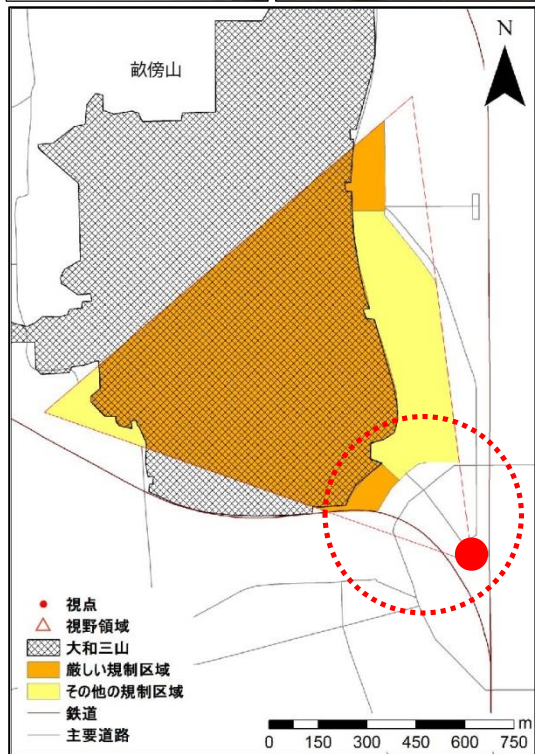 畝傍山
N
視点
視野領域
大和三山
厳しい規制区域
その他の規制区域
鉄道
主要道路
m
0 150 300 450 600 750